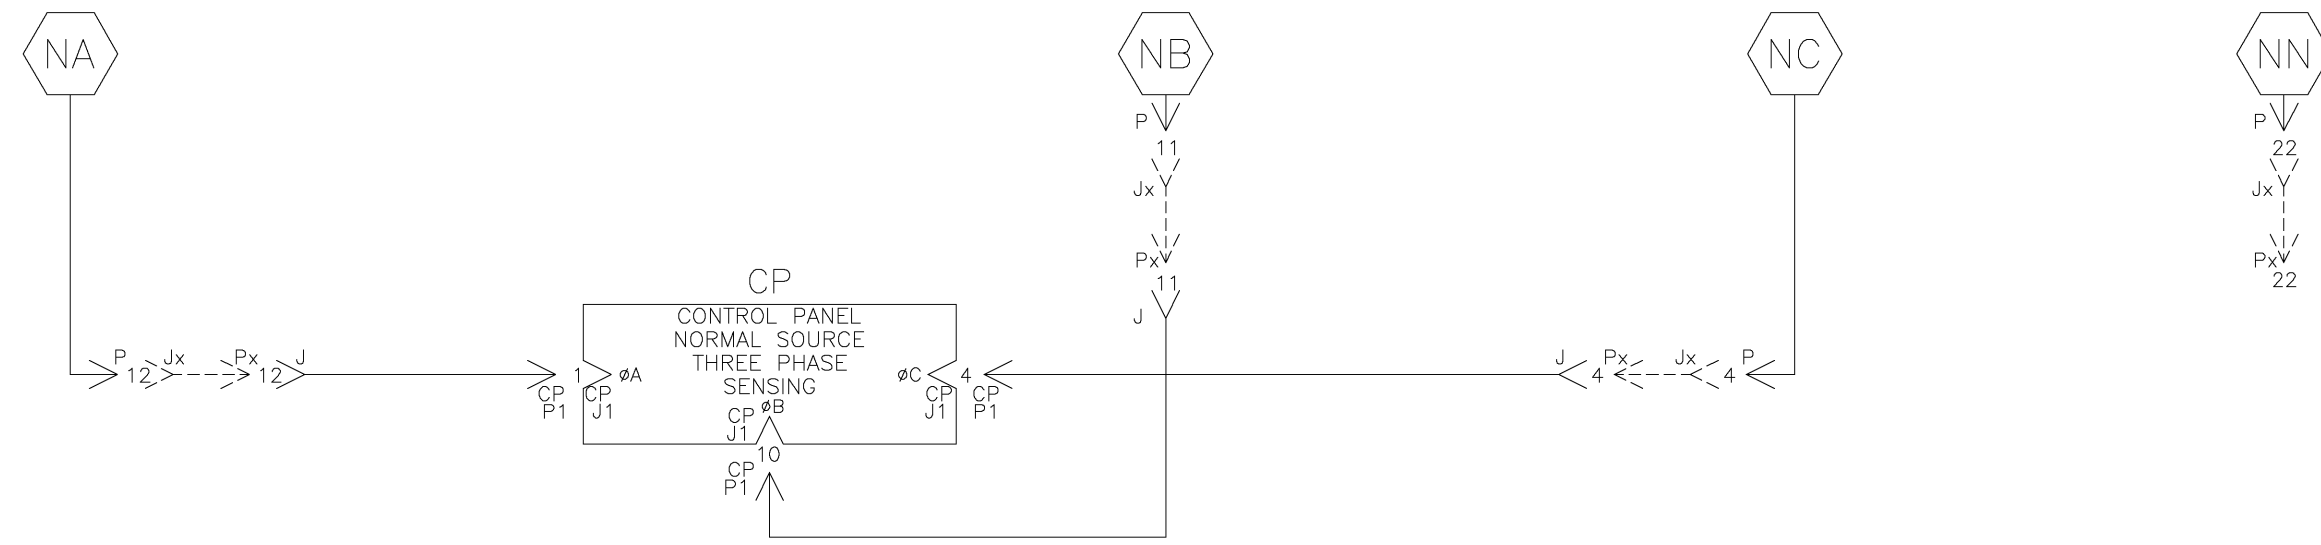 NA
NB
NC
NN
P
11
Jx
Px
11
J
P
22
Jx
Px
22
CP
CONTROL PANEL
NORMAL SOURCE
THREE PHASE
SENSING
P
12
Jx
Px
12
J
1
CP
P1
CP
J1
øA
øC
4
CP
J1
CP
P1
øB
CP
J1
10
CP
P1
J
4
Px
Jx
4
P